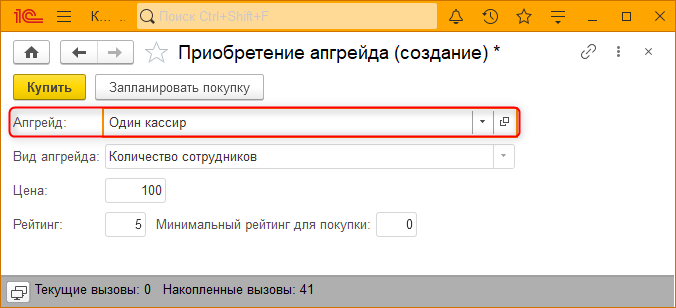 1С К... Поиск Ctrl+Shift+F
Приобретение апгрейда (создание) *
Купить Запланировать покупку
Апгрейд: Один кассир
Вид апгрейда: Количество сотрудников
Цена: 100
Рейтинг: 5 Минимальный рейтинг для покупки: 0
Текущие вызовы: 0 Накопленные вызовы: 41